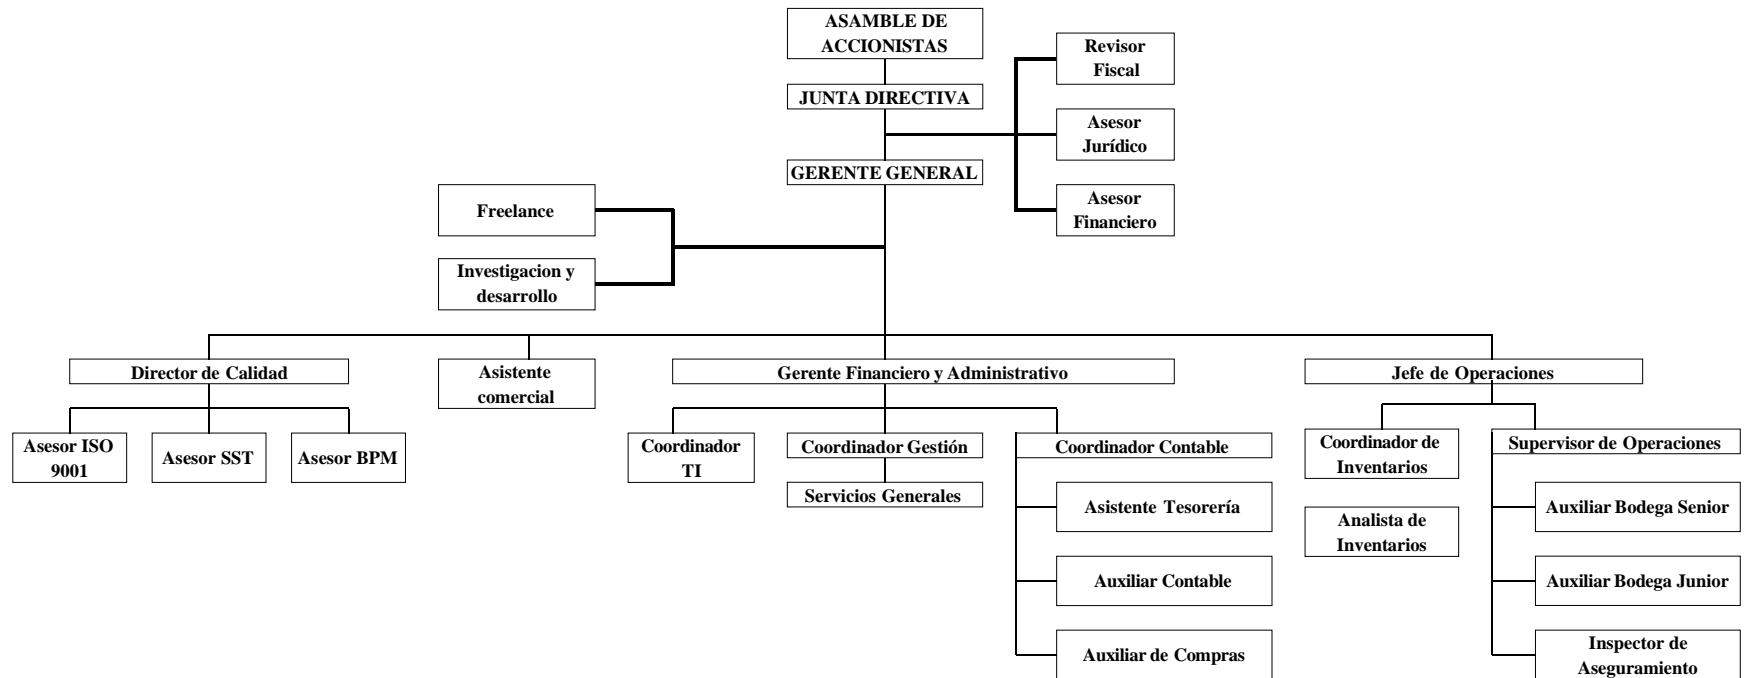 ASAMBLE DE
ACCIONISTAS
Revisor
Fiscal
JUNTA DIRECTIVA
Asesor
Jurídico
GERENTE GENERAL
Asesor
Financiero
Freelance
Investigacion y
desarrollo
Director de Calidad
Asistente
comercial
Gerente Financiero y Administrativo
Jefe de Operaciones
Asesor ISO
9001
Asesor SST
Asesor BPM
Coordinador
TI
Coordinador Gestión
Servicios Generales
Coordinador Contable
Asistente Tesorería
Auxiliar Contable
Auxiliar de Compras
Coordinador de
Inventarios
Analista de
Inventarios
Supervisor de Operaciones
Auxiliar Bodega Senior
Auxiliar Bodega Junior
Inspector de
Aseguramiento